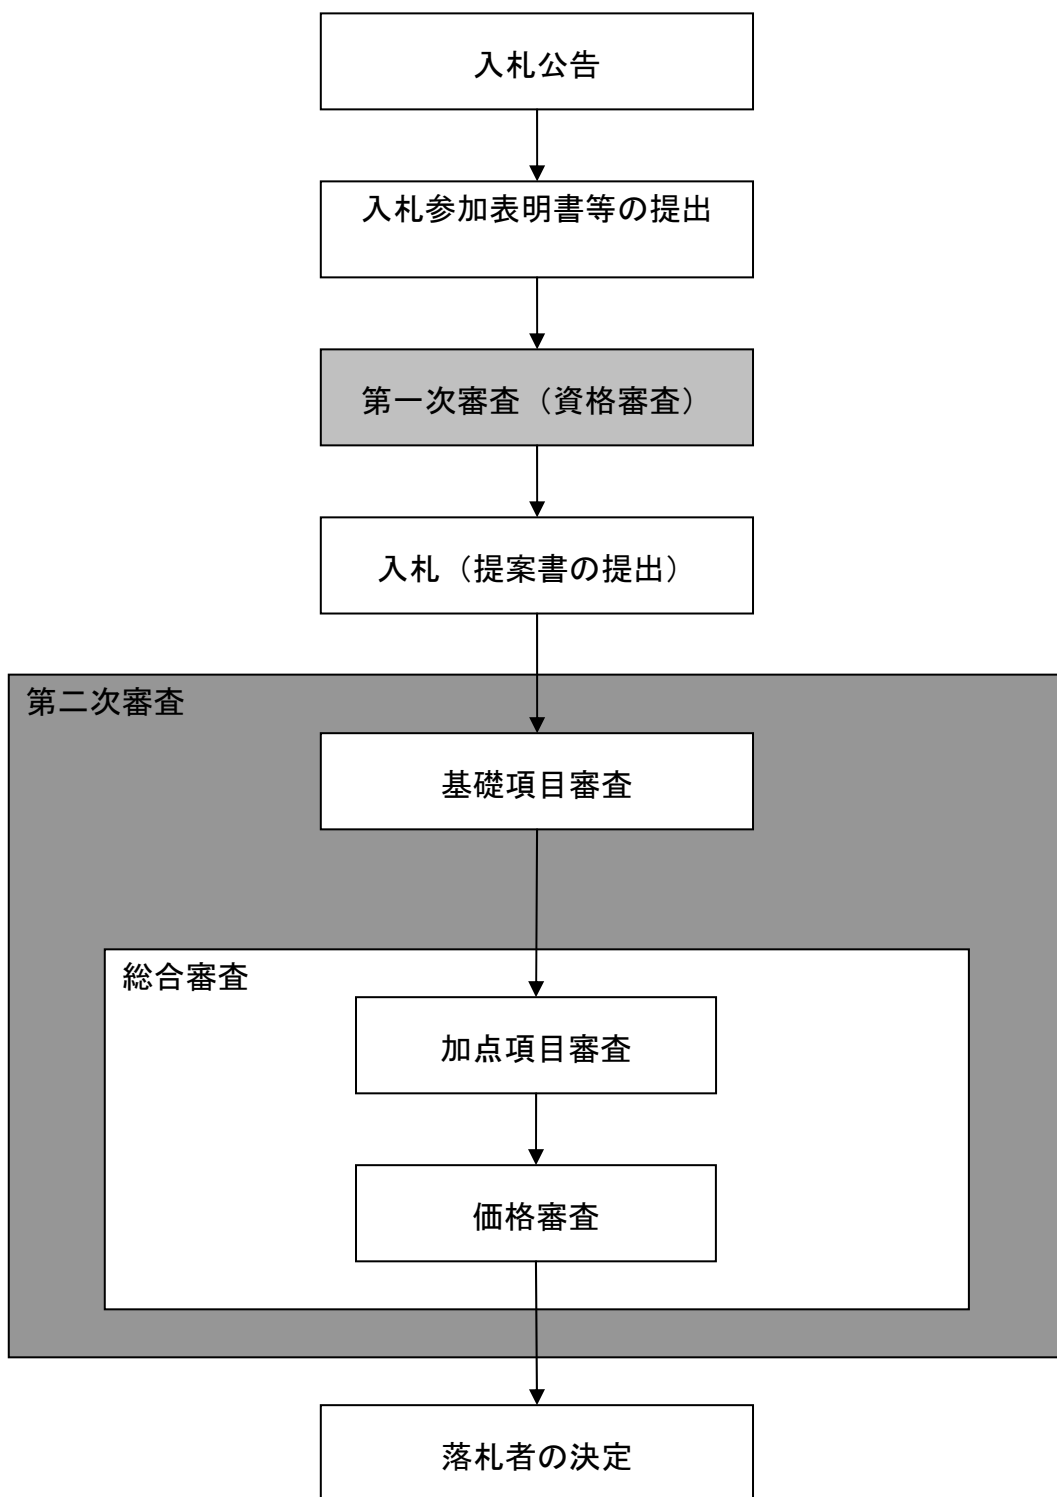 入札公告
入札参加表明書等の提出
第一次審査（資格審査）
入札（提案書の提出）
第二次審査
基礎項目審査
総合審査
加点項目審査
価格審査
落札者の決定